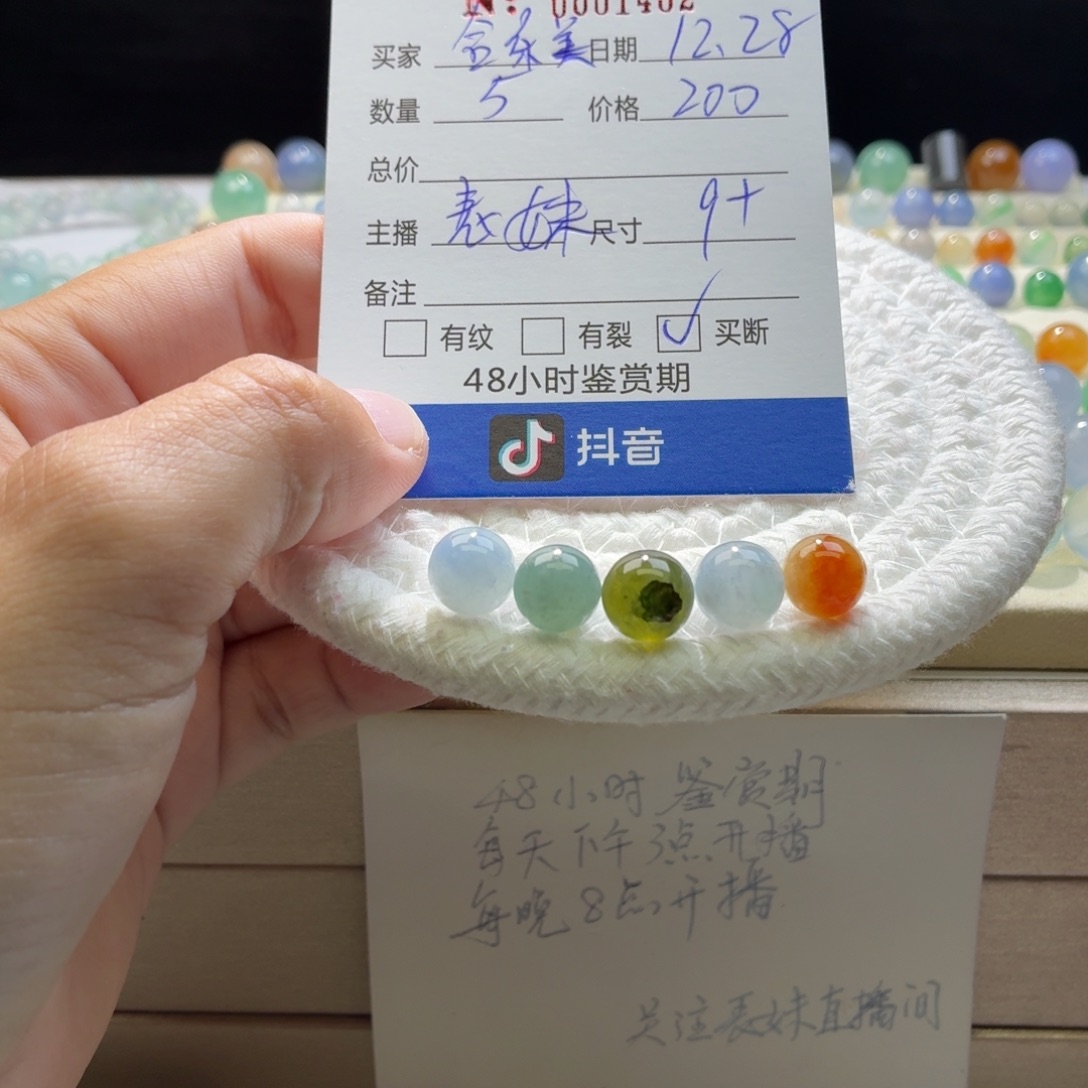 买家 金东美 日期 12.28
数量 5 价格 200
总价
主播 表妹 尺寸 9+
备注
有纹 有裂 买断
48小时鉴赏期
抖音
48小时鉴赏期
每天下午3点开播
每晚8点开播
关注表妹直播间